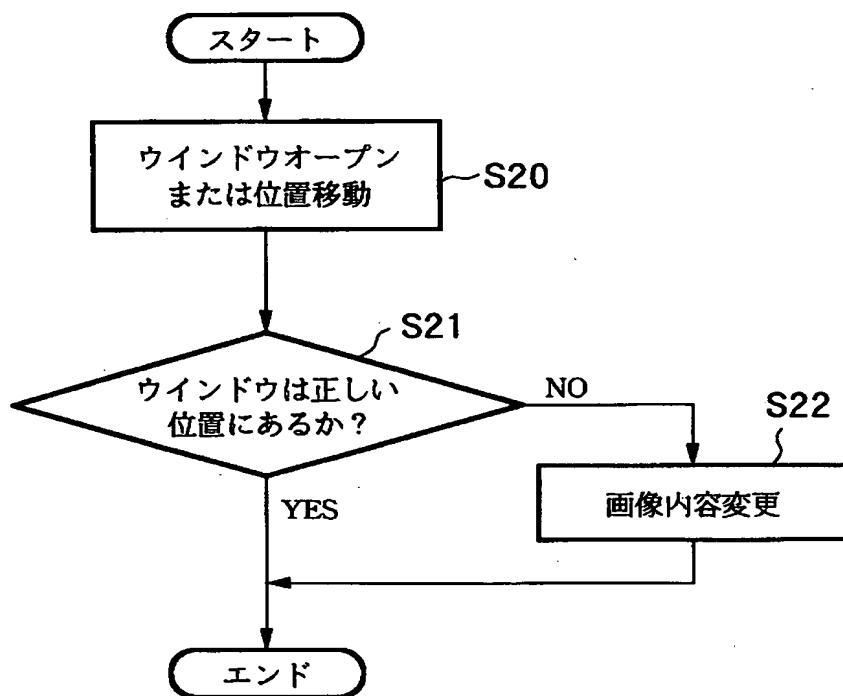 スタート
ウインドウオープン
または位置移動
S20
S21
ウインドウは正しい
位置にあるか？
NO
S22
画像内容変更
YES
エンド